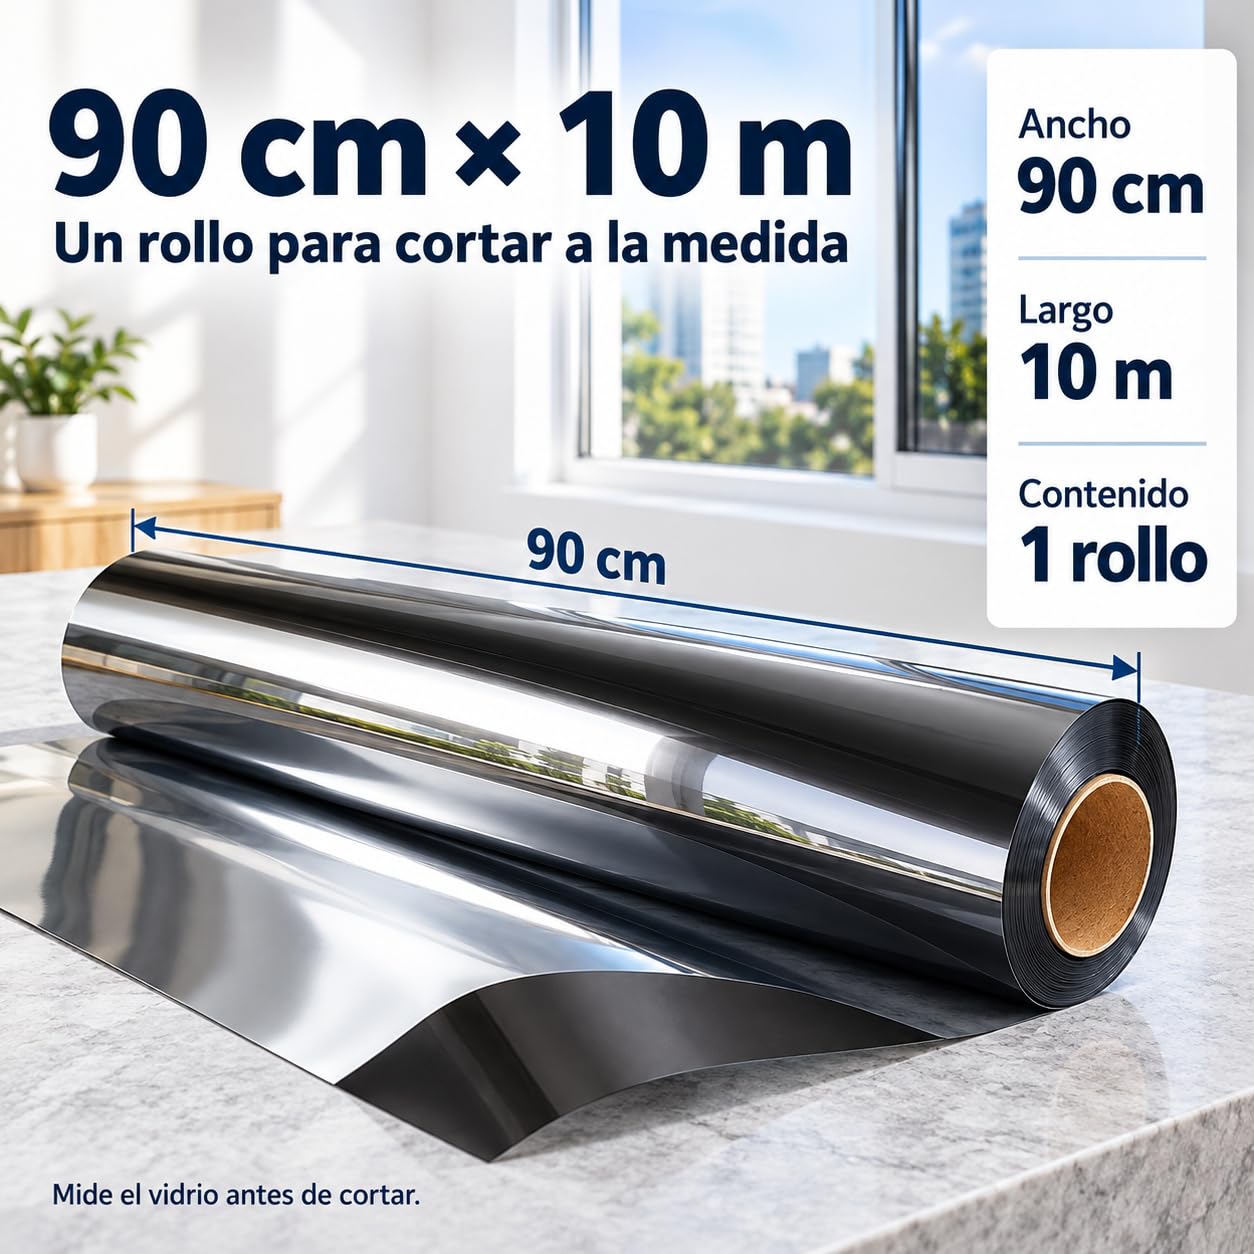 90 cm × 10 m
Un rollo para cortar a la medida
Ancho
90 cm
Largo
10 m
Contenido
1 rollo
90 cm
Mide el vidrio antes de cortar.